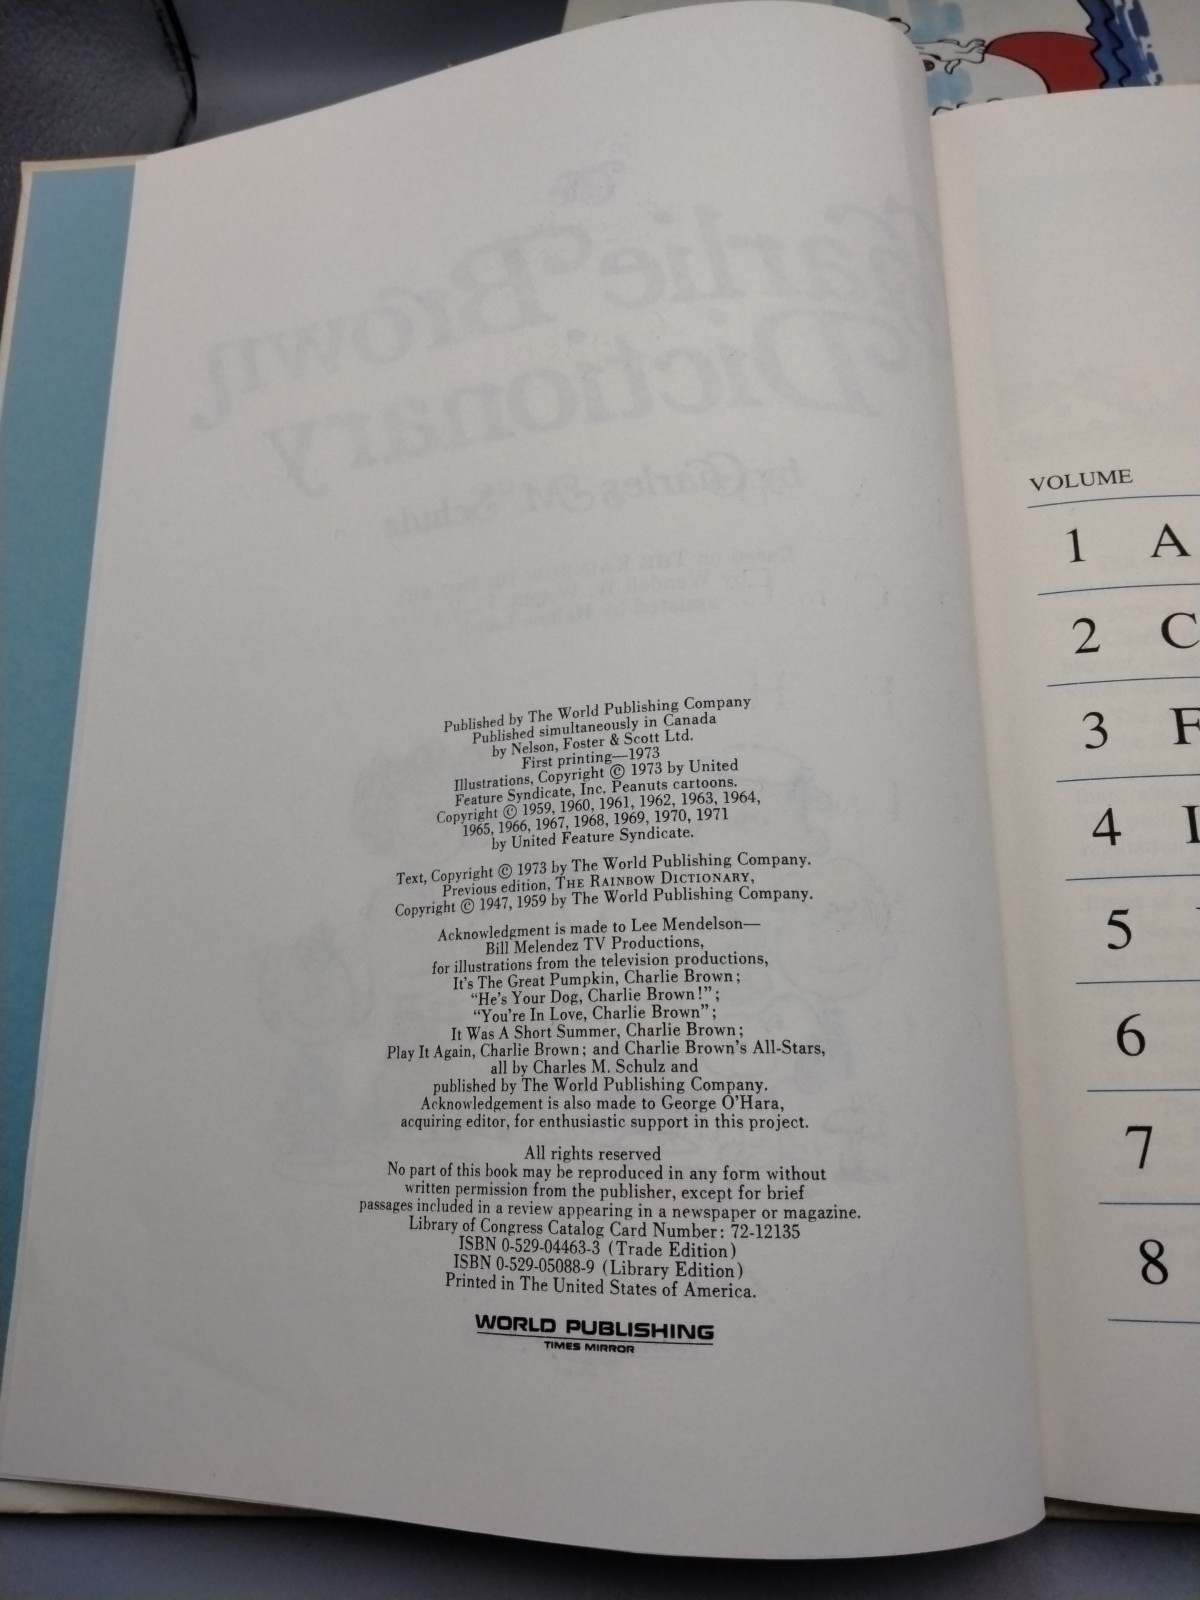 The
Charlie Brown
Dictionary
by Charles M. Schulz
Published by The World Publishing Company
Published simultaneously in Canada
by Nelson, Foster & Scott Ltd.
First printing—1973
Illustrations, Copyright © 1973 by United
Feature Syndicate, Inc. Peanuts cartoons.
Copyright © 1959, 1960, 1961, 1962, 1963, 1964,
1965, 1966, 1967, 1968, 1969, 1970, 1971
by United Feature Syndicate.
Text, Copyright © 1973 by The World Publishing Company.
Previous edition, THE RAINBOW DICTIONARY,
Copyright © 1947, 1959 by The World Publishing Company.
Acknowledgment is made to Lee Mendelson—
Bill Melendez TV Productions,
for illustrations from the television productions,
It's The Great Pumpkin, Charlie Brown;
"He's Your Dog, Charlie Brown!";
"You're In Love, Charlie Brown";
It Was A Short Summer, Charlie Brown;
Play It Again, Charlie Brown; and Charlie Brown's All-Stars,
all by Charles M. Schulz and
published by The World Publishing Company.
Acknowledgement is also made to George O'Hara,
acquiring editor, for enthusiastic support in this project.
All rights reserved
No part of this book may be reproduced in any form without
written permission from the publisher, except for brief
passages included in a review appearing in a newspaper or magazine.
Library of Congress Catalog Card Number: 72-12135
ISBN 0-529-04463-3 (Trade Edition)
ISBN 0-529-05088-9 (Library Edition)
Printed in The United States of America.
WORLD PUBLISHING
TIMES MIRROR
VOLUME
1 A
2 C
3 F
4
5
6
7
8